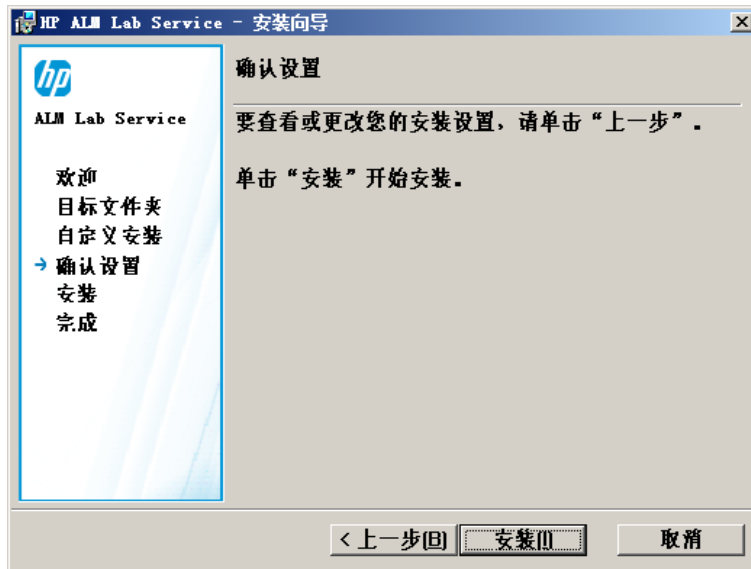 HP ALM Lab Service - 安装向导
hp
ALM Lab Service
欢迎
目标文件夹
自定义安装
确认设置
安装
完成
确认设置
要查看或更改您的安装设置，请单击“上一步”。
单击“安装”开始安装。
<上一步(B)
安装(I)
取消